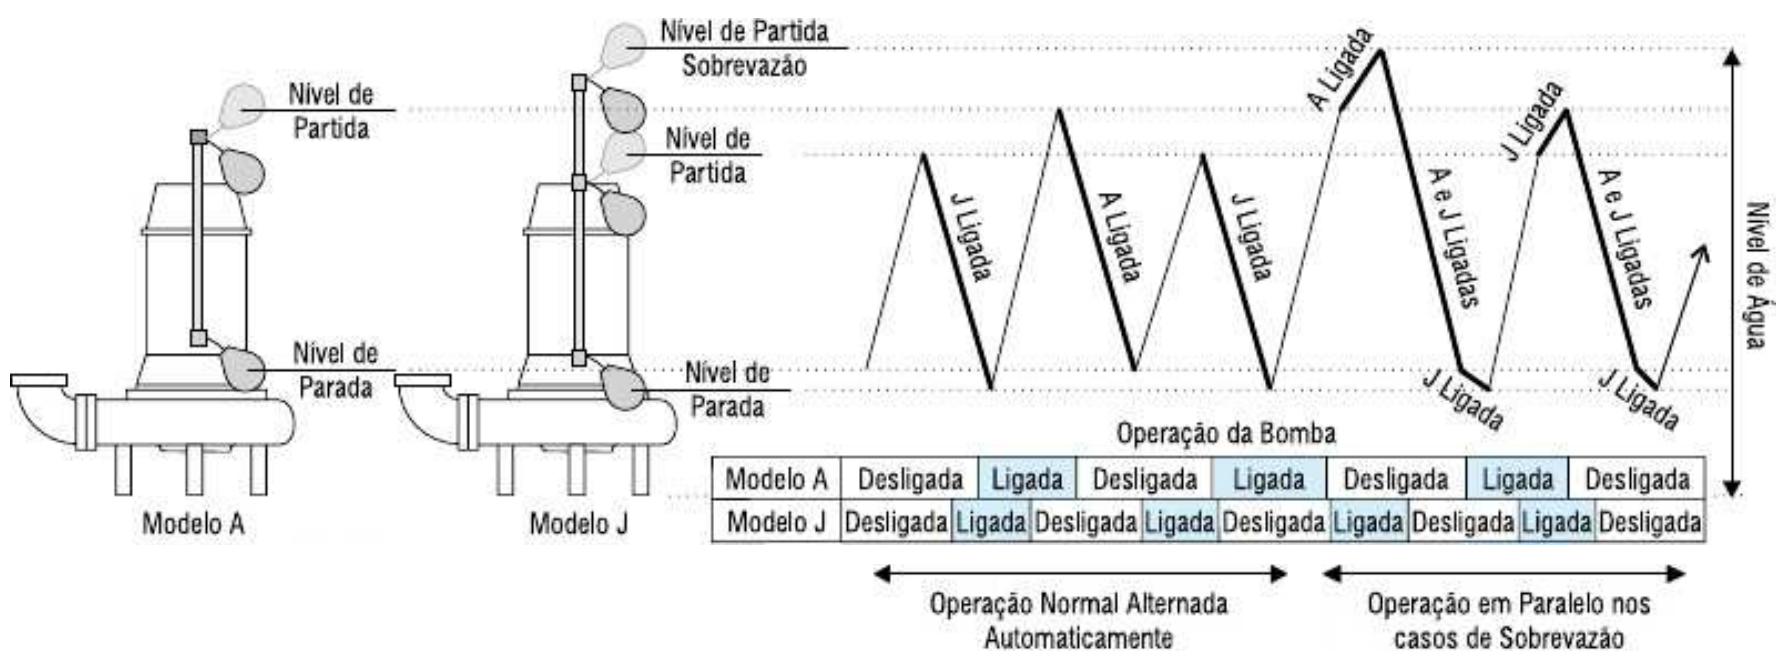 Nível de Partida
Sobrevazão
Nível de
Partida
Nível de
Partida
Nível de
Parada
Nível de
Parada
Modelo A
Modelo J
J Ligada
A Ligada
J Ligada
A Ligada
A e J Ligadas
J Ligada
J Ligada
A e J Ligadas
J Ligada
Nível de Água
Operação da Bomba
Modelo A Desligada Ligada Desligada Ligada Desligada Ligada Desligada
Modelo J Desligada Ligada Desligada Ligada Desligada Ligada Desligada Ligada Desligada
Operação Normal Alternada
Automaticamente
Operação em Paralelo nos
casos de Sobrevazão